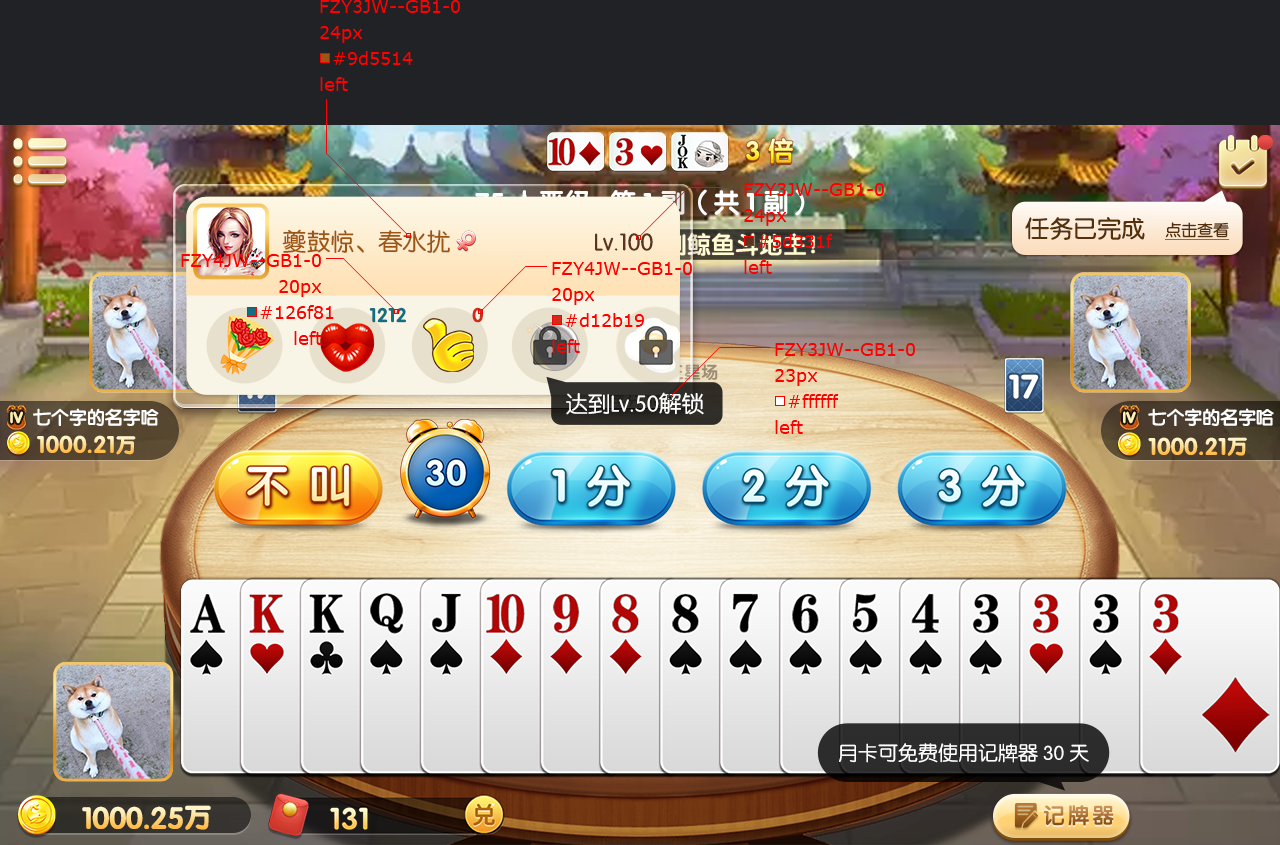 FZY3JW--GB1-0
24px
#9d5514
left
10 3 JOK 3 倍
（共1副）
FZY3JW--GB1-0
24px
left
夔鼓惊、春水扰
Lv.100
任务已完成 点击查看
FZY4JW--GB1-0
20px
#126f81
left
FZY4JW--GB1-0
20px
#d12b19
left
1212
0
FZY3JW--GB1-0
23px
#ffffff
left
达到Lv.50解锁
17
IV 七个字的名字哈
1000.21万
IV 七个字的名字哈
1000.21万
不叫
30
1分
2分
3分
A K K Q J 10 9 8 8 7 6 5 4 3 3 3 3
月卡可免费使用记牌器 30 天
1000.25万
131
兑
记牌器